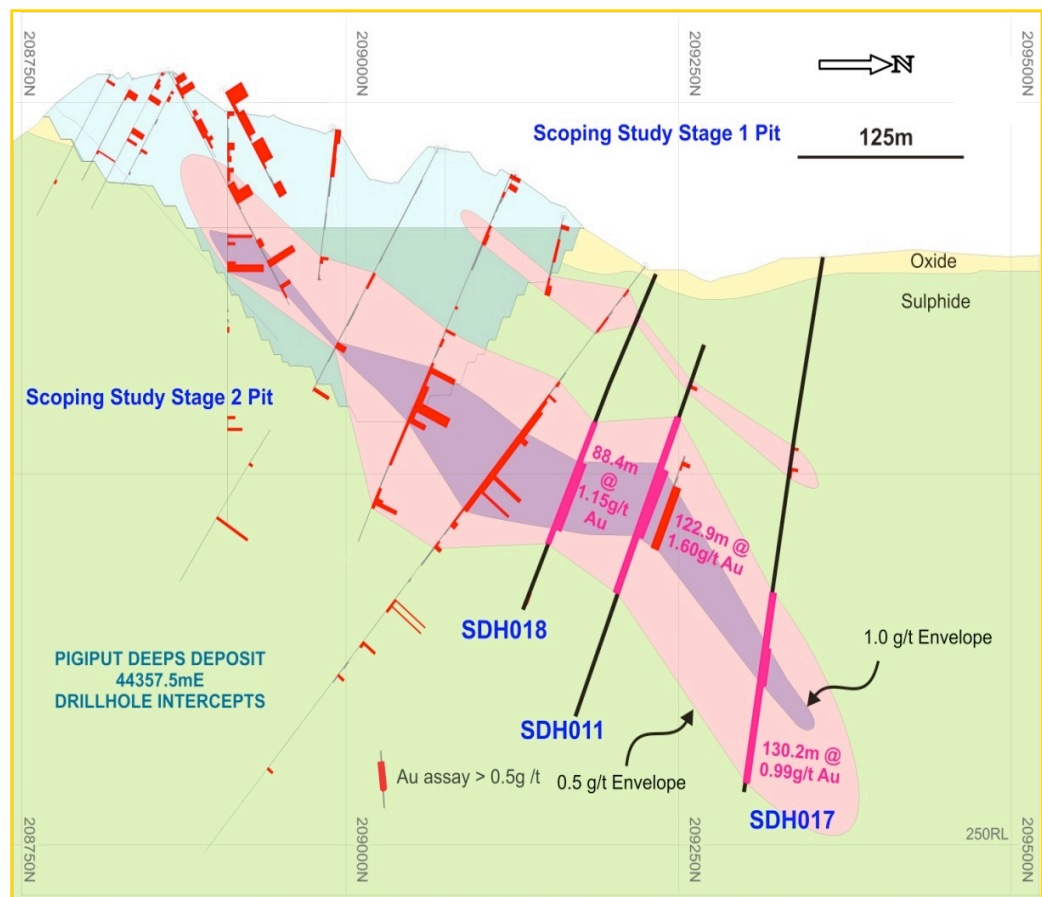 208750N
209000N
209250N
209500N
N
Scoping Study Stage 1 Pit
125m
Oxide
Sulphide
Scoping Study Stage 2 Pit
88.4m
@
1.15g/t
Au
122.9m @
1.60g/t Au
SDH018
1.0 g/t Envelope
PIGIPUT DEEPS DEPOSIT
44357.5mE
DRILLHOLE INTERCEPTS
SDH011
130.2m @
0.99g/t Au
Au assay > 0.5g /t
0.5 g/t Envelope
SDH017
250RL
208750N
209000N
209250N
209500N